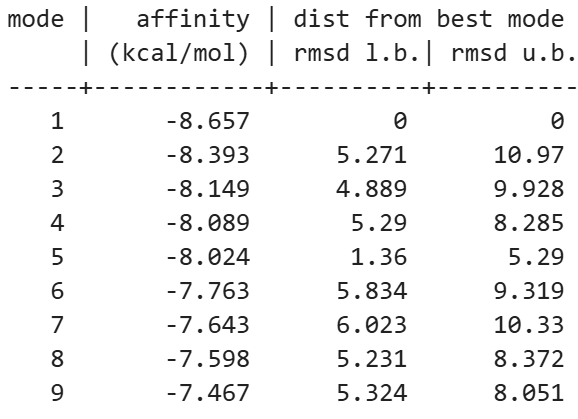 mode |   affinity | dist from best mode
     | (kcal/mol) | rmsd l.b.| rmsd u.b.
-----+------------+----------+----------
   1       -8.657          0          0
   2       -8.393      5.271      10.97
   3       -8.149      4.889      9.928
   4       -8.089       5.29      8.285
   5       -8.024       1.36       5.29
   6       -7.763      5.834      9.319
   7       -7.643      6.023      10.33
   8       -7.598      5.231      8.372
   9       -7.467      5.324      8.051